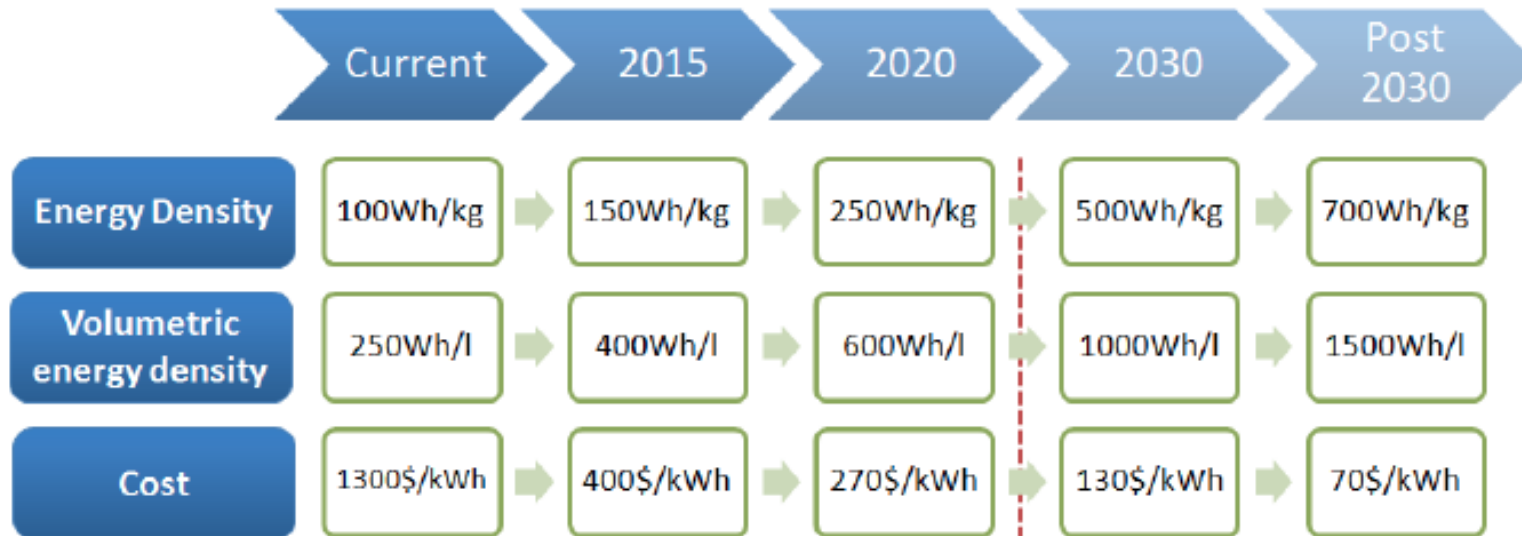 Current
2015
2020
2030
Post
2030
Energy Density
100Wh/kg
150Wh/kg
250Wh/kg
500Wh/kg
700Wh/kg
Volumetric
energy density
250Wh/l
400Wh/l
600Wh/l
1000Wh/l
1500Wh/l
Cost
1300$/kWh
400$/kWh
270$/kWh
130$/kWh
70$/kWh